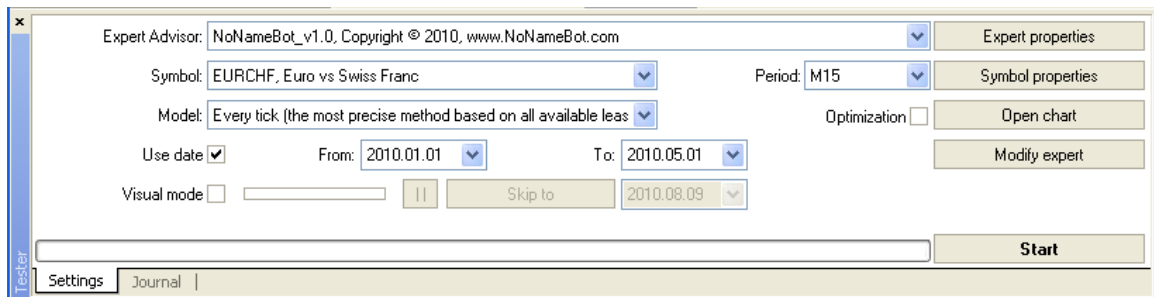 Expert Advisor: NoNameBot_v1.0, Copyright © 2010, www.NoNameBot.com Expert properties
Symbol: EURCHF, Euro vs Swiss Franc Period: M15 Symbol properties
Model: Every tick (the most precise method based on all available leas Optimization Open chart
Use date From: 2010.01.01 To: 2010.05.01 Modify expert
Visual mode Skip to 2010.08.09
Start
Tester
Settings Journal